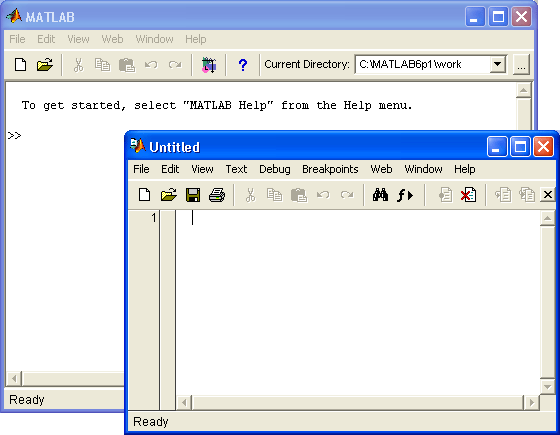 MATLAB
File Edit View Web Window Help
? Current Directory: C:\MATLAB6p1\work ...
To get started, select "MATLAB Help" from the Help menu.
>>
Ready
Untitled
File Edit View Text Debug Breakpoints Web Window Help
1
Ready